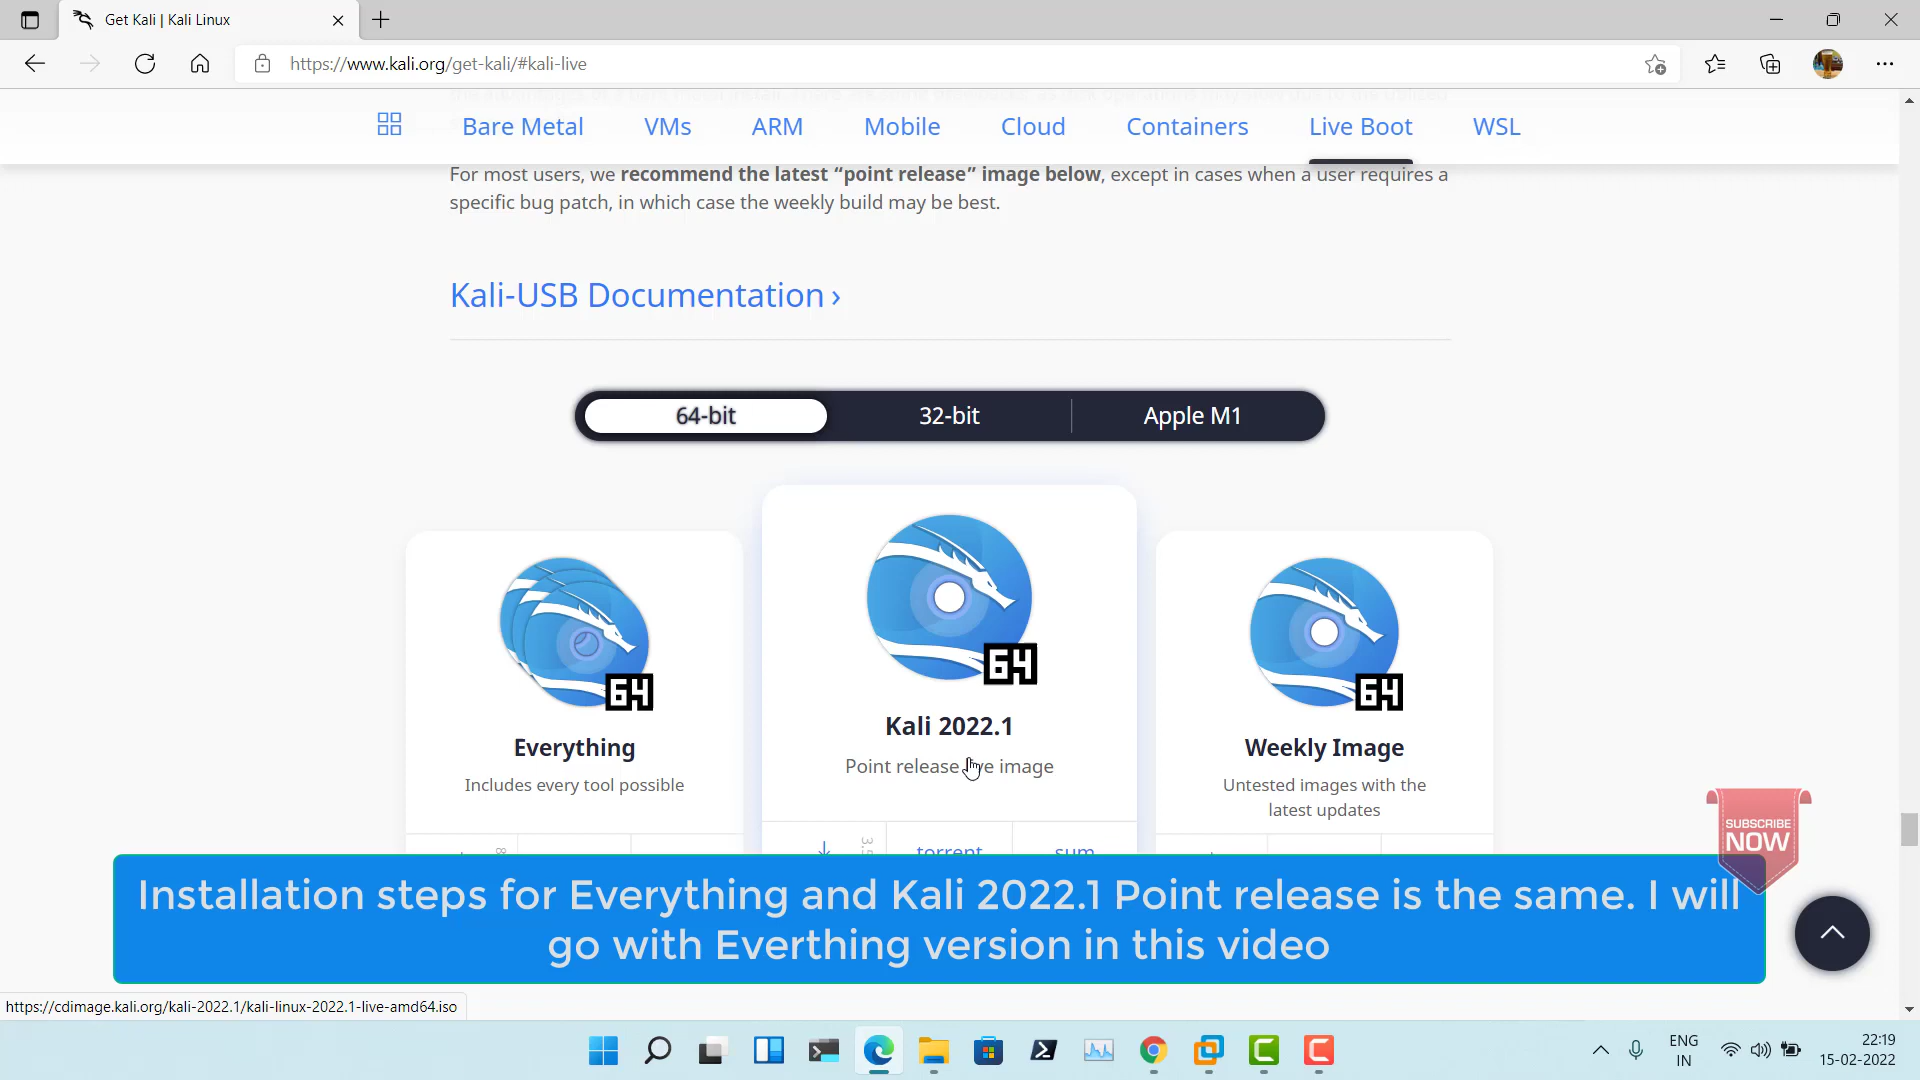 Get Kali | Kali Linux
https://www.kali.org/get-kali/#kali-live
Bare Metal VMs ARM Mobile Cloud Containers Live Boot WSL
For most users, we recommend the latest “point release” image below, except in cases when a user requires a
specific bug patch, in which case the weekly build may be best.
Kali-USB Documentation ›
64-bit 32-bit Apple M1
64 64 64
Everything Kali 2022.1 Weekly Image
Includes every tool possible Point release live image Untested images with the
latest updates
torrent sum
SUBSCRIBE
NOW
Installation steps for Everything and Kali 2022.1 Point release is the same. I will
go with Everthing version in this video
https://cdimage.kali.org/kali-2022.1/kali-linux-2022.1-live-amd64.iso
ENG
IN
22:19
15-02-2022